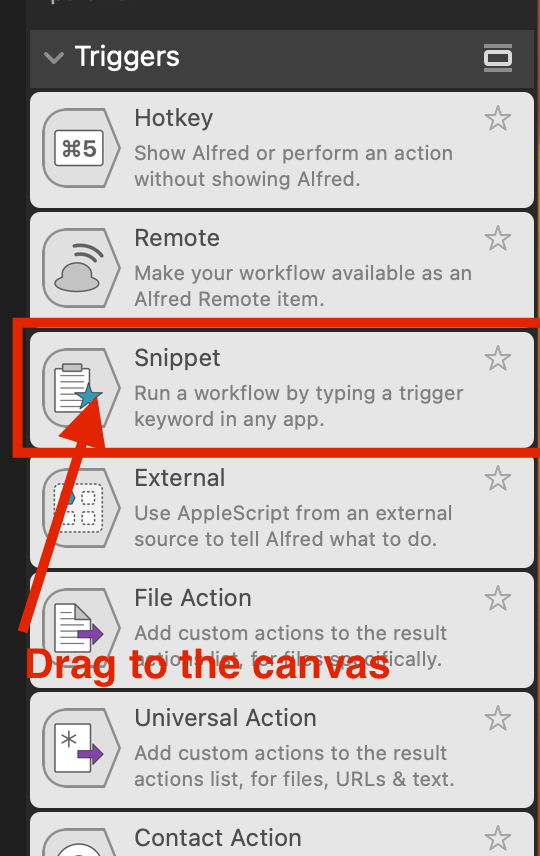 Triggers
Hotkey
⌘5
Show Alfred or perform an action
without showing Alfred.
Remote
Make your workflow available as an
Alfred Remote item.
Snippet
Run a workflow by typing a trigger
keyword in any app.
External
Use AppleScript from an external
source to tell Alfred what to do.
File Action
Add custom actions to the result
actions list, for files specifically.
Drag to the canvas
Universal Action
Add custom actions to the result
actions list, for files, URLs & text.
Contact Action